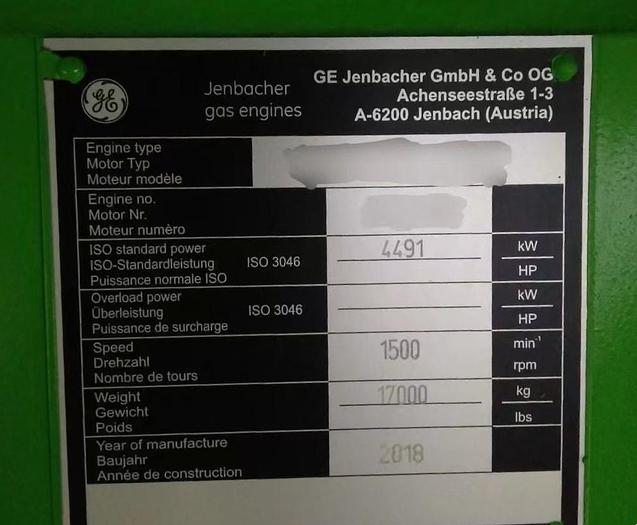 GE
Jenbacher
gas engines
GE Jenbacher GmbH & Co OG
Achenseestraße 1-3
A-6200 Jenbach (Austria)
Engine type
Motor Typ
Moteur modèle
Engine no.
Motor Nr.
Moteur numèro
ISO standard power
ISO-Standardleistung
Puissance normale ISO
ISO 3046
4491
kW
HP
Overload power
Überleistung
Puissance de surcharge
ISO 3046
kW
HP
Speed
Drehzahl
Nombre de tours
1500
min⁻¹
rpm
Weight
Gewicht
Poids
17000
kg
lbs
Year of manufacture
Baujahr
Année de construction
2018